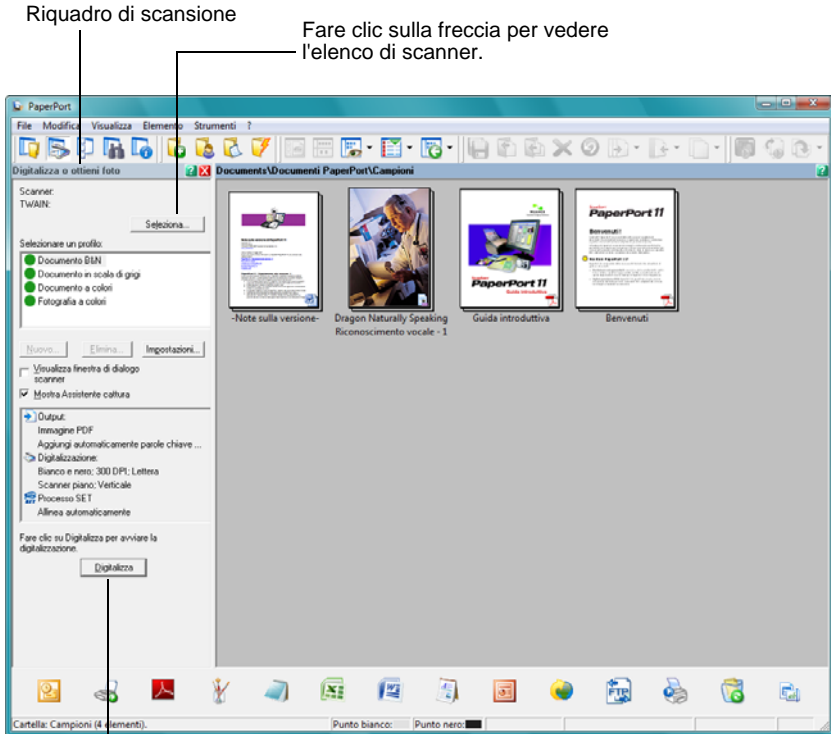 Riquadro di scansione
Fare clic sulla freccia per vedere
l'elenco di scanner.
PaperPort
File Modifica Visualizza Elemento Strumenti ?
Digitalizza o ottieni foto
Documents\Documenti PaperPort\Campioni
Scanner:
TWAIN:
Seleziona...
Selezionare un profilo:
Documento B&N
Documento in scala di grigi
Documento a colori
Fotografia a colori
Nuovo... Elimina... Impostazioni...
Visualizza finestra di dialogo
scanner
Mostra Assistente cattura
Output:
Immagine PDF
Aggiungi automaticamente parole chiave ...
Digitalizzazione:
Bianco e nero; 300 DPI; Lettera
Scanner piano; Verticale
Processo SET
Allinea automaticamente
Fare clic su Digitalizza per avviare la
digitalizzazione.
Digitalizza
PaperPort 11
Guida introduttiva
PaperPort 11
Benvenuti!
-Note sulla versione-
Dragon Naturally Speaking
Riconoscimento vocale - 1
Guida introduttiva
Benvenuti
FTP
Cartella: Campioni (4 elementi).
Punto bianco:
Punto nero: